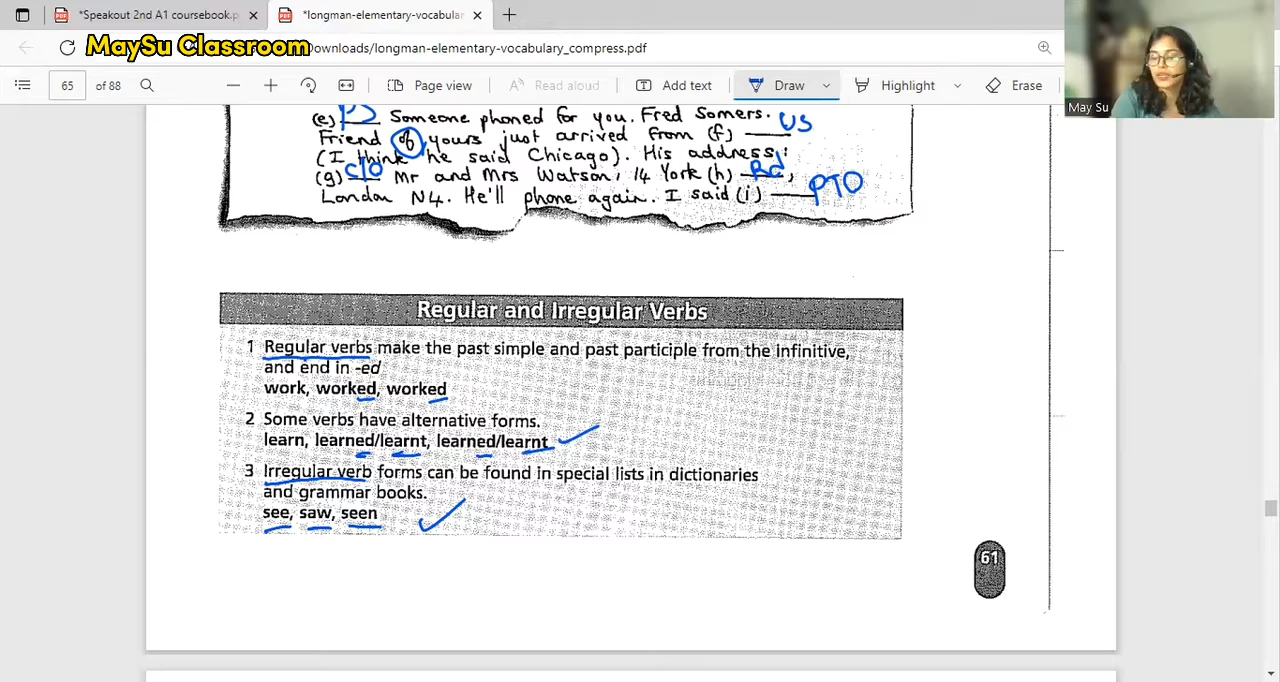 *Speakout 2nd A1 coursebook.p
*longman-elementary-vocabular
MaySu Classroom
Downloads/longman-elementary-vocabulary_compress.pdf
65 of 88
Page view
Read aloud
Add text
Draw
Highlight
Erase
May Su
(e) PS Someone phoned for you. Fred Somers.
Friend of yours just arrived from (f) ___ US
(I think he said Chicago). His address:
(g) c/o Mr and Mrs Watson, 14 York (h) Rd,
London N4. He'll phone again. I said (i) ___ PTO
Regular and Irregular Verbs
1 Regular verbs make the past simple and past participle from the infinitive,
and end in -ed
work, worked, worked
2 Some verbs have alternative forms.
learn, learned/learnt, learned/learnt
3 Irregular verb forms can be found in special lists in dictionaries
and grammar books.
see, saw, seen
61